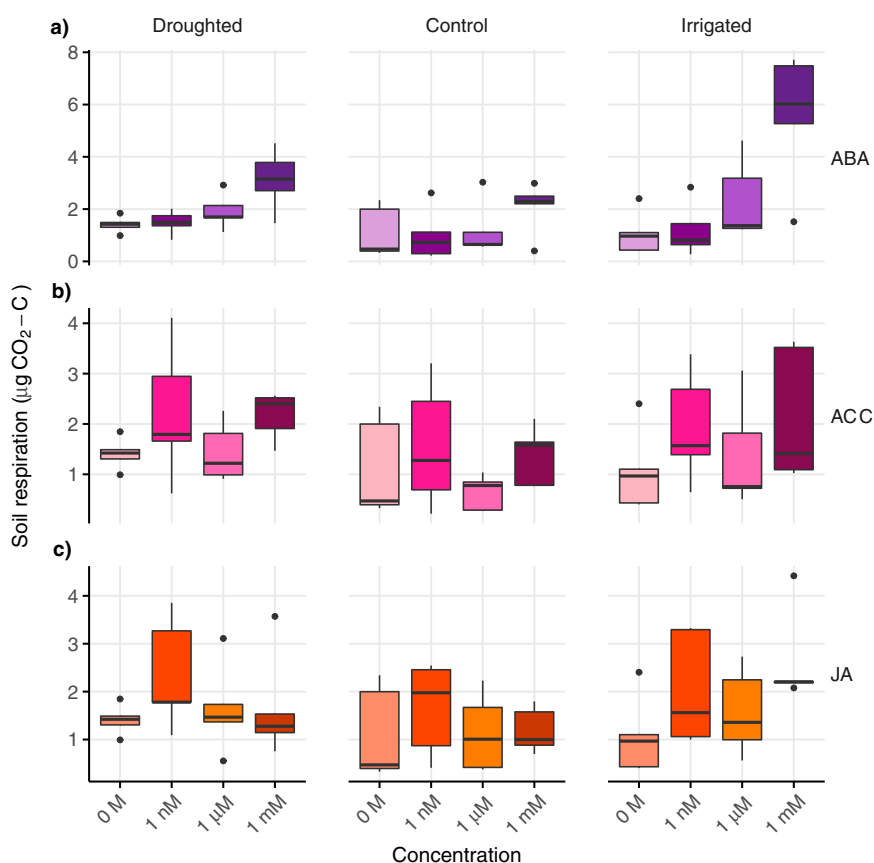 a) Droughted Control Irrigated
8
6
4
2
0
ABA
b)
4
3
2
1
ACC
c)
4
3
2
1
JA
Soil respiration (μg CO₂−C )
0 M 1 nM 1 μM 1 mM 0 M 1 nM 1 μM 1 mM 0 M 1 nM 1 μM 1 mM
Concentration